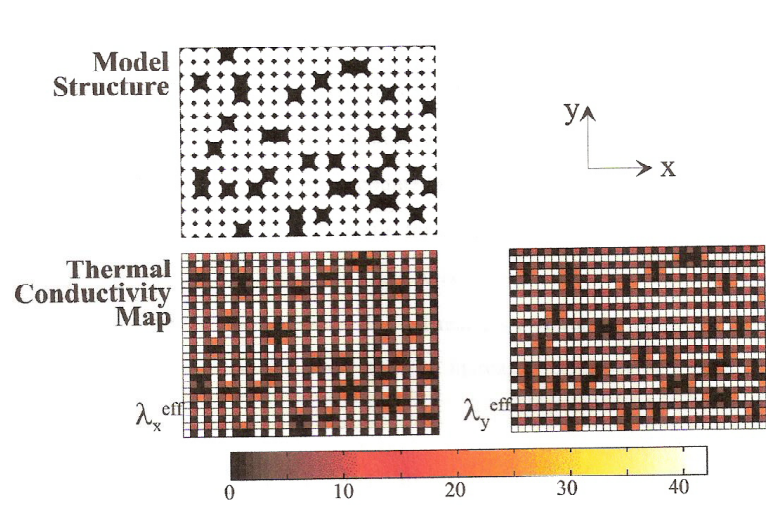 Model
Structure
y
x
Thermal
Conductivity
Map
λxeff
λyeff
0 10 20 30 40